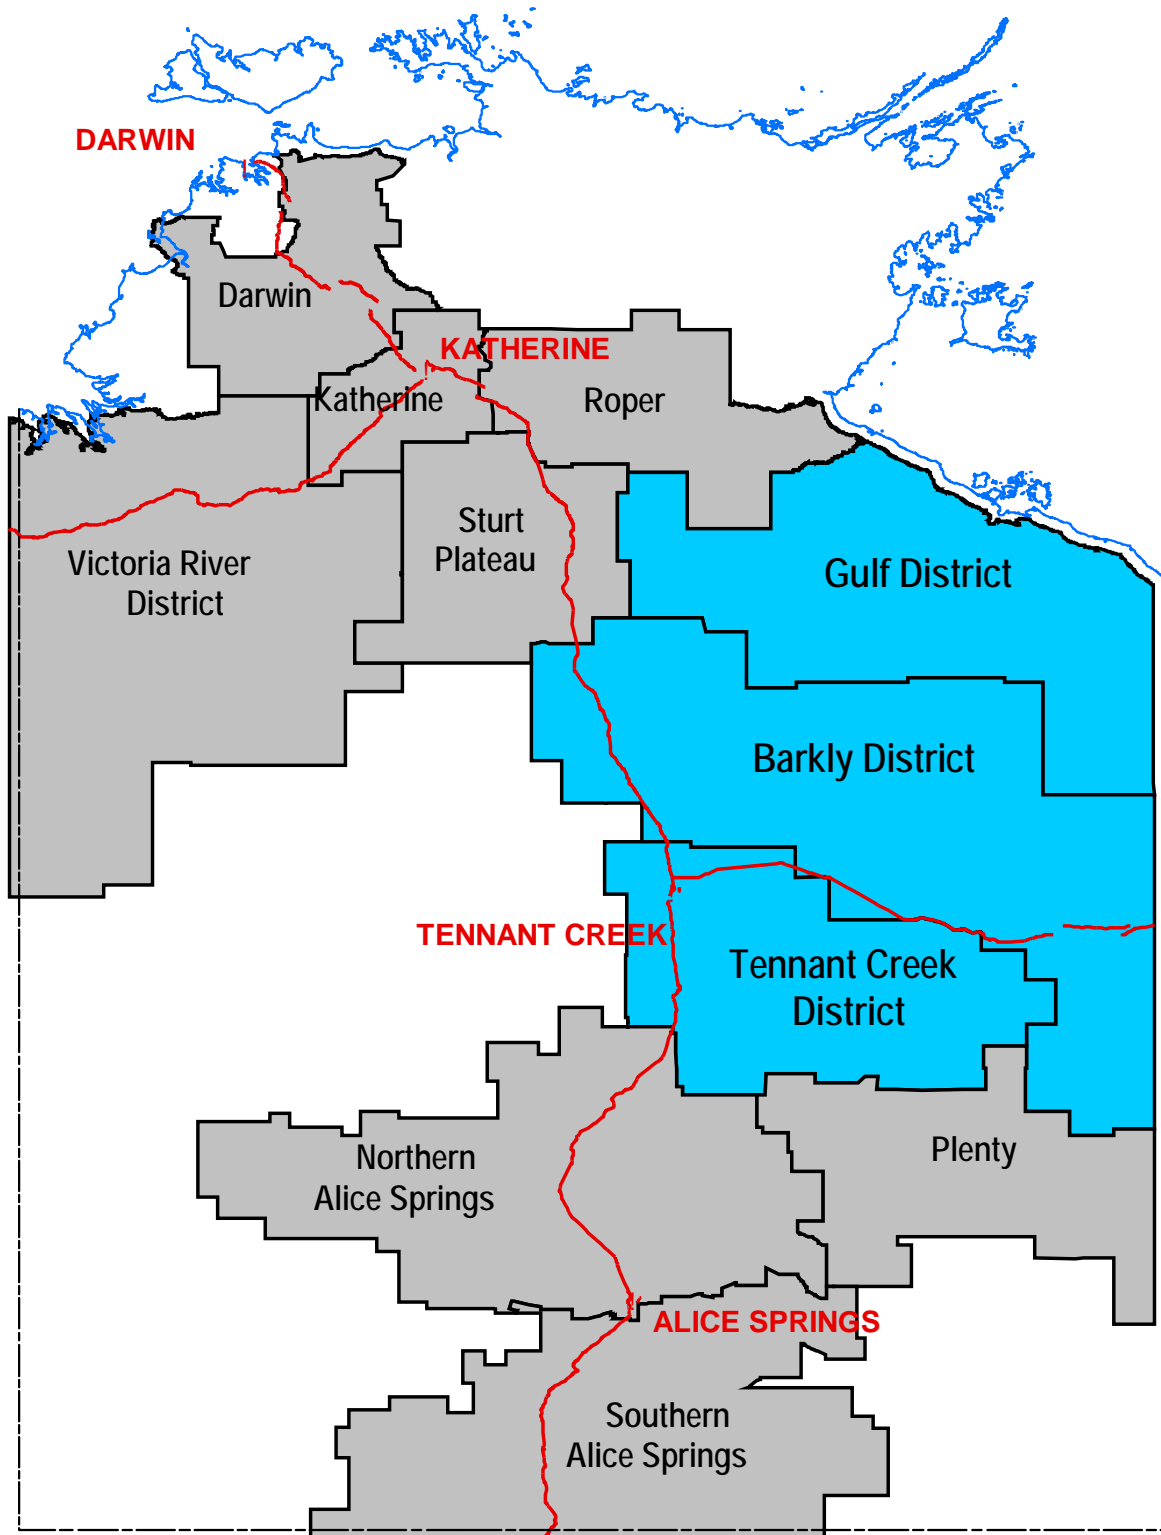 DARWIN
Darwin
KATHERINE
Katherine
Roper
Sturt
Plateau
Victoria River
District
Gulf District
Barkly District
TENNANT CREEK
Tennant Creek
District
Northern
Alice Springs
Plenty
ALICE SPRINGS
Southern
Alice Springs